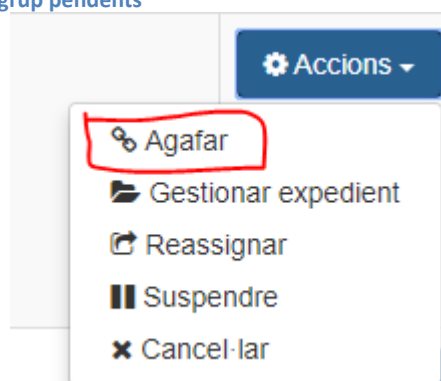 grup pendents
Accions
Agafar
Gestionar expedient
Reassignar
Suspendre
Cancel·lar